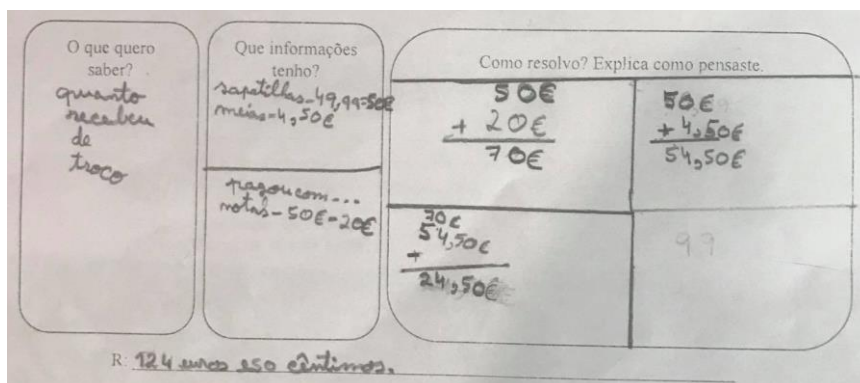 O que quero
saber?
quanto
recebeu
de
troco
Que informações
tenho?
sapatilhas-49,99=50€
meias=4,50€
pagou com...
notas-50€=20€
Como resolvo? Explica como pensaste.
50€
+ 20€
70€
50€
+ 4,50€
54,50€
70€
54,50€
+
24,50€
99
R: 124 euros e50 cêntimos.